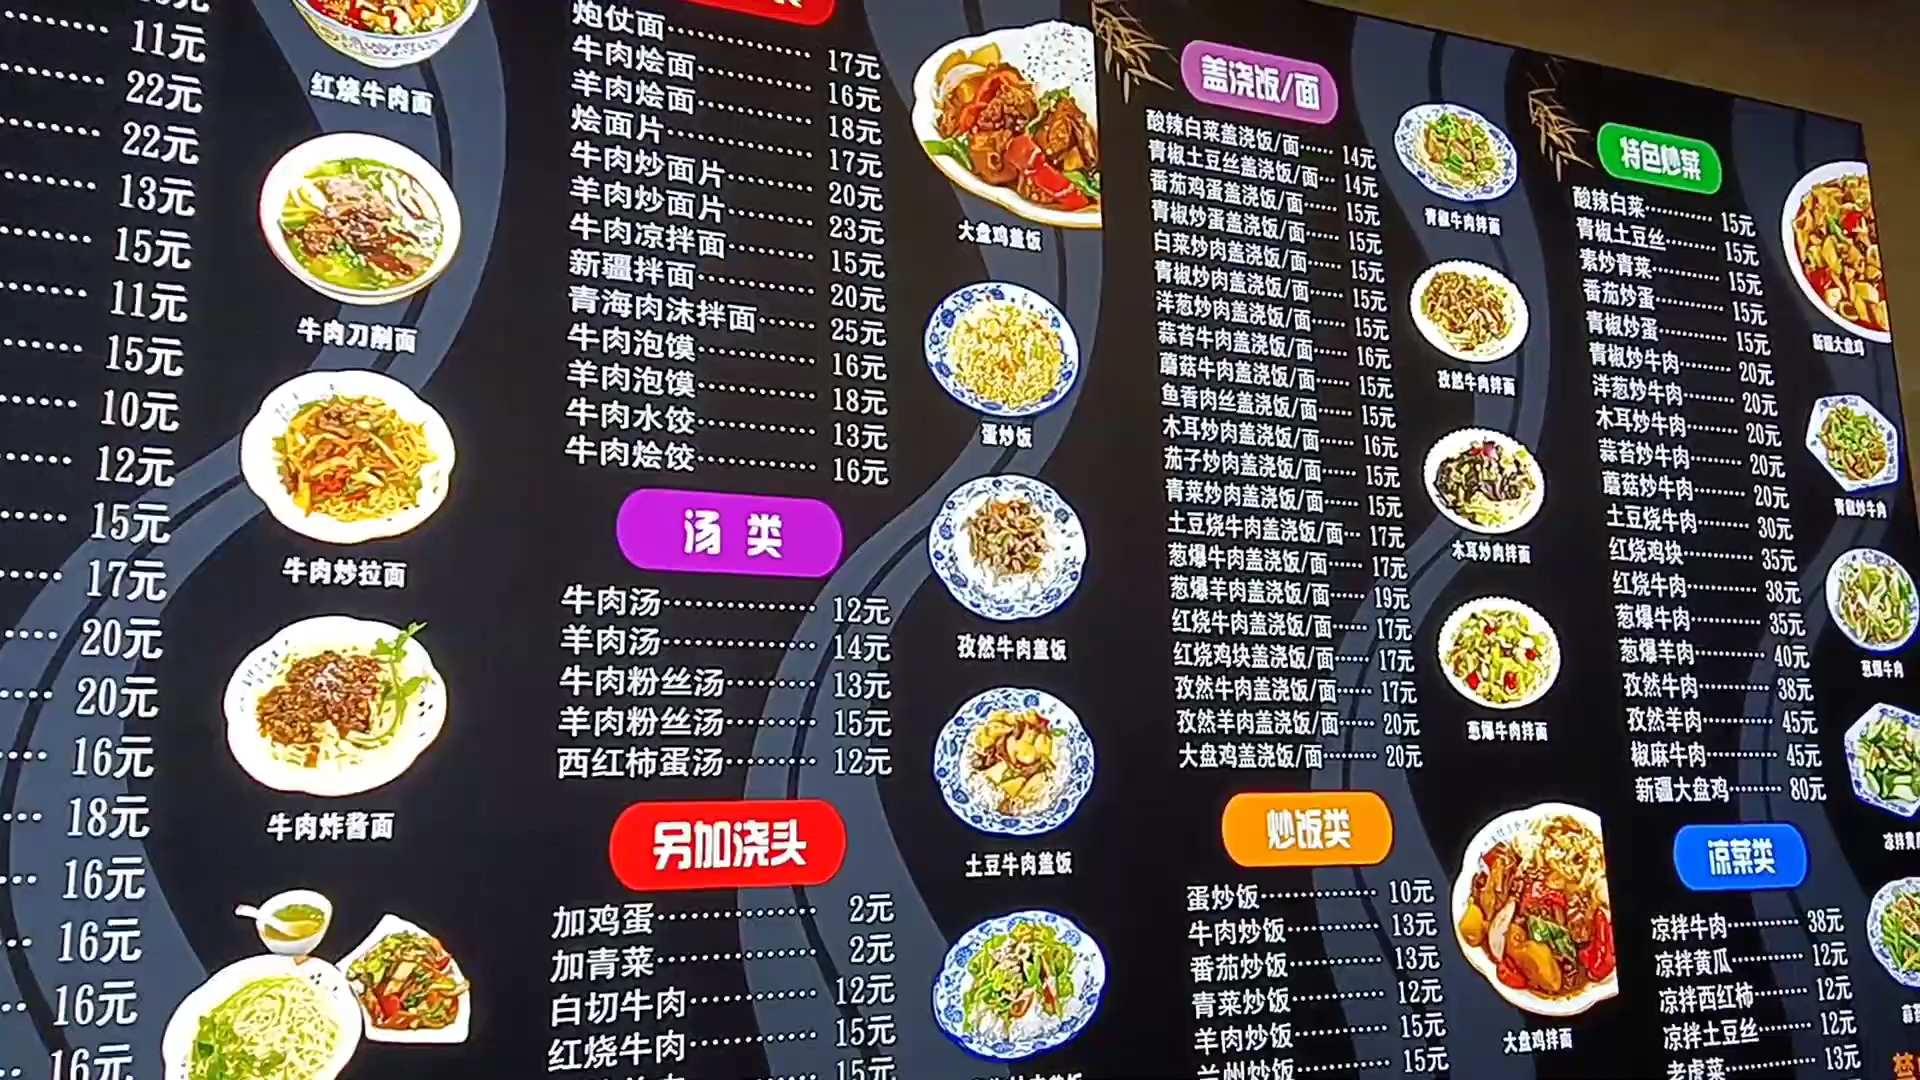 11元
22元
22元
13元
15元
11元
15元
10元
12元
15元
17元
20元
20元
16元
18元
16元
16元
16元
16元
红烧牛肉面
牛肉刀削面
牛肉炒拉面
牛肉炸酱面
炮仗面 17元
牛肉烩面 16元
羊肉烩面 18元
烩面片 17元
牛肉炒面片 20元
羊肉炒面片 23元
牛肉凉拌面 15元
新疆拌面 20元
青海肉沫拌面 25元
牛肉泡馍 16元
羊肉泡馍 18元
牛肉水饺 13元
牛肉烩饺 16元
汤 类
牛肉汤 12元
羊肉汤 14元
牛肉粉丝汤 13元
羊肉粉丝汤 15元
西红柿蛋汤 12元
另加浇头
加鸡蛋 2元
加青菜 2元
白切牛肉 12元
红烧牛肉 15元
15元
大盘鸡盖饭
蛋炒饭
孜然牛肉盖饭
土豆牛肉盖饭
盖浇饭/面
酸辣白菜盖浇饭/面 14元
青椒土豆丝盖浇饭/面 14元
番茄鸡蛋盖浇饭/面 15元
青椒炒蛋盖浇饭/面 15元
白菜炒肉盖浇饭/面 15元
青椒炒肉盖浇饭/面 15元
洋葱炒肉盖浇饭/面 15元
蒜苔牛肉盖浇饭/面 16元
蘑菇牛肉盖浇饭/面 15元
鱼香肉丝盖浇饭/面 15元
木耳炒肉盖浇饭/面 16元
茄子炒肉盖浇饭/面 15元
青菜炒肉盖浇饭/面 15元
土豆烧牛肉盖浇饭/面 17元
葱爆牛肉盖浇饭/面 17元
葱爆羊肉盖浇饭/面 19元
红烧牛肉盖浇饭/面 17元
红烧鸡块盖浇饭/面 17元
孜然牛肉盖浇饭/面 17元
孜然羊肉盖浇饭/面 20元
大盘鸡盖浇饭/面 20元
炒饭类
蛋炒饭 10元
牛肉炒饭 13元
番茄炒饭 13元
青菜炒饭 12元
羊肉炒饭 15元
兰州炒饭 15元
青椒牛肉拌面
孜然牛肉拌面
木耳炒肉拌面
葱爆牛肉拌面
大盘鸡拌面
特色炒菜
酸辣白菜 15元
青椒土豆丝 15元
素炒青菜 15元
番茄炒蛋 15元
青椒炒蛋 15元
青椒炒牛肉 20元
洋葱炒牛肉 20元
木耳炒牛肉 20元
蒜苔炒牛肉 20元
蘑菇炒牛肉 20元
土豆烧牛肉 30元
红烧鸡块 35元
红烧牛肉 38元
葱爆牛肉 35元
葱爆羊肉 40元
孜然牛肉 38元
孜然羊肉 45元
椒麻牛肉 45元
新疆大盘鸡 80元
凉菜类
凉拌牛肉 38元
凉拌黄瓜 12元
凉拌西红柿 12元
凉拌土豆丝 12元
老虎菜 13元
新疆大盘鸡
青椒炒牛肉
葱爆牛肉
凉拌黄